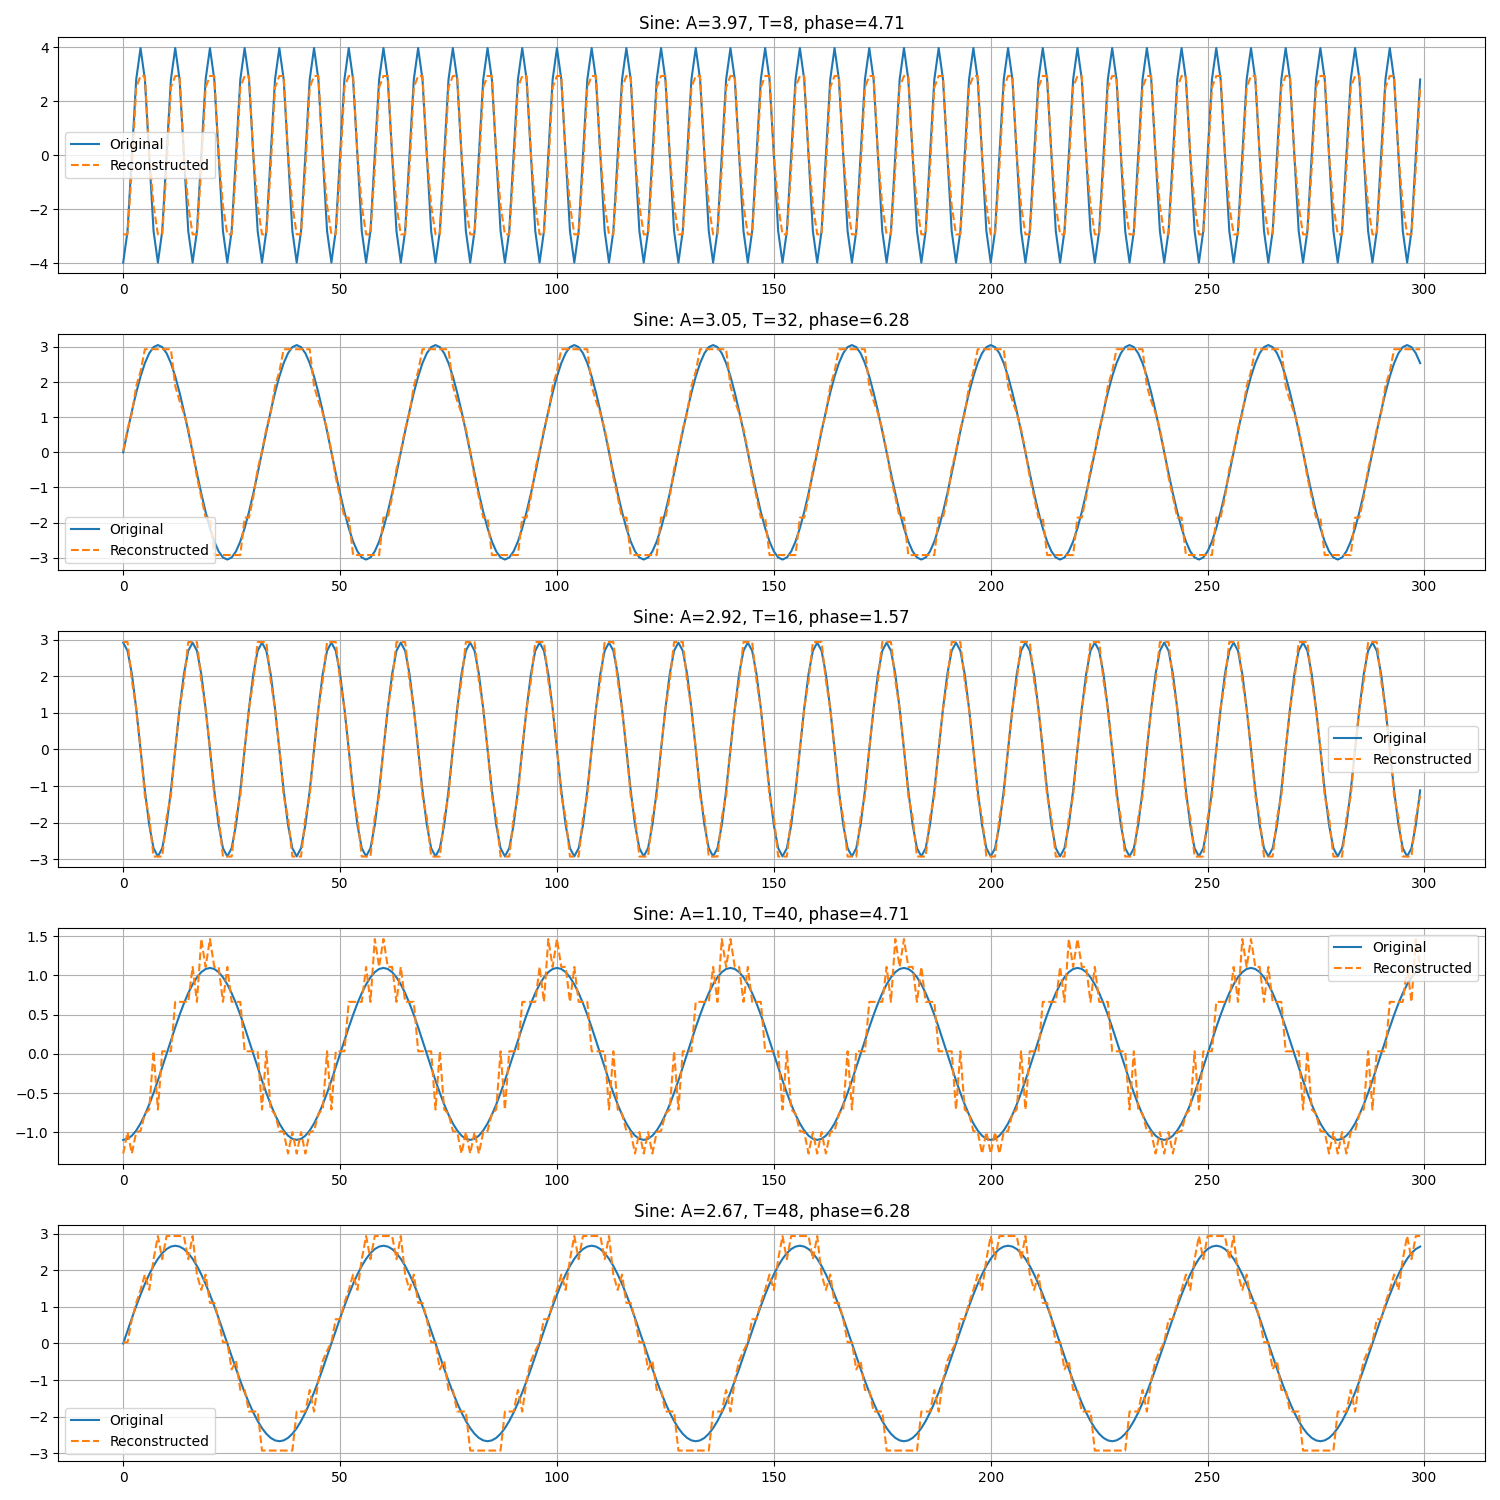 Sine: A=3.97, T=8, phase=4.71
4
2
0
−2
−4
Original
Reconstructed
0 50 100 150 200 250 300
Sine: A=3.05, T=32, phase=6.28
3
2
1
0
−1
−2
−3
Original
Reconstructed
0 50 100 150 200 250 300
Sine: A=2.92, T=16, phase=1.57
3
2
1
0
−1
−2
−3
Original
Reconstructed
0 50 100 150 200 250 300
Sine: A=1.10, T=40, phase=4.71
1.5
1.0
0.5
0.0
−0.5
−1.0
Original
Reconstructed
0 50 100 150 200 250 300
Sine: A=2.67, T=48, phase=6.28
3
2
1
0
−1
−2
−3
Original
Reconstructed
0 50 100 150 200 250 300